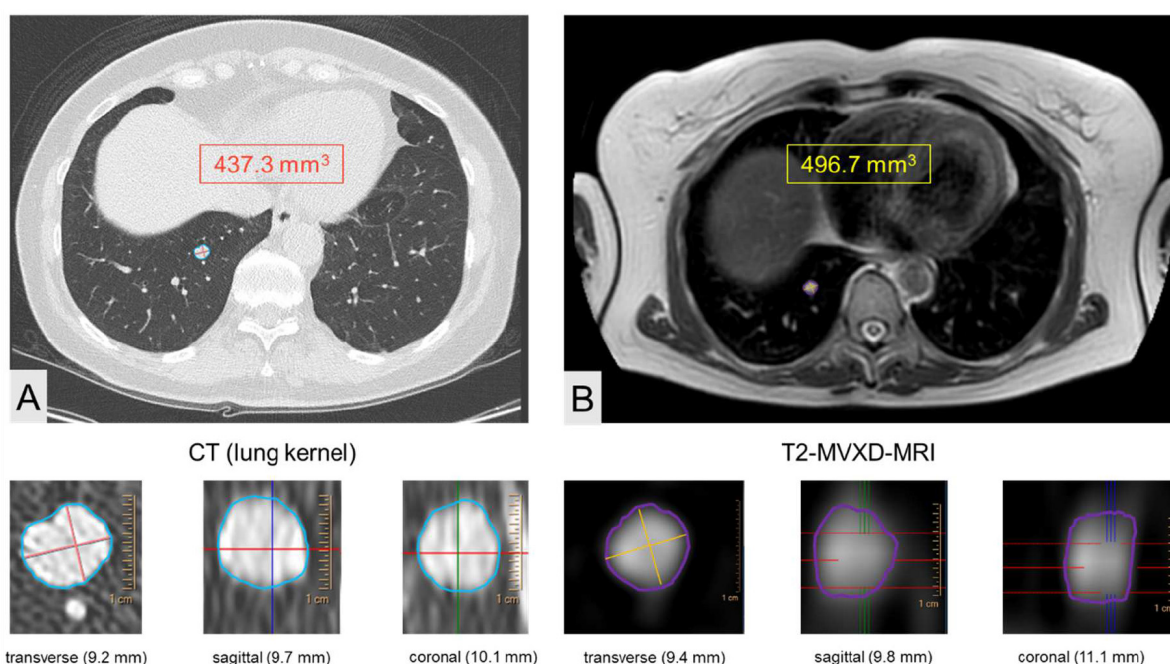 437.3 mm³
496.7 mm³
A
B
CT (lung kernel)
T2-MVXD-MRI
1 cm
1 cm
1 cm
1 cm
1 cm
1 cm
transverse (9.2 mm)
sagittal (9.7 mm)
coronal (10.1 mm)
transverse (9.4 mm)
sagittal (9.8 mm)
coronal (11.1 mm)